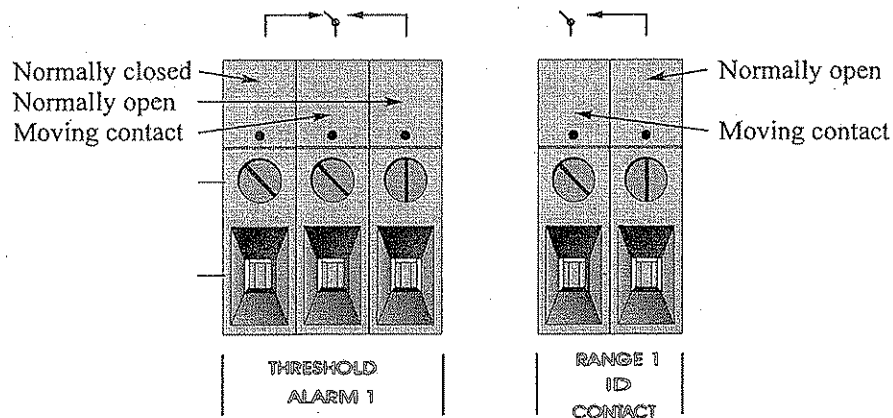 Normally closed
Normally open
Moving contact
Normally open
Moving contact
THRESHOLD
ALARM 1
RANGE 1
ID
CONTACT